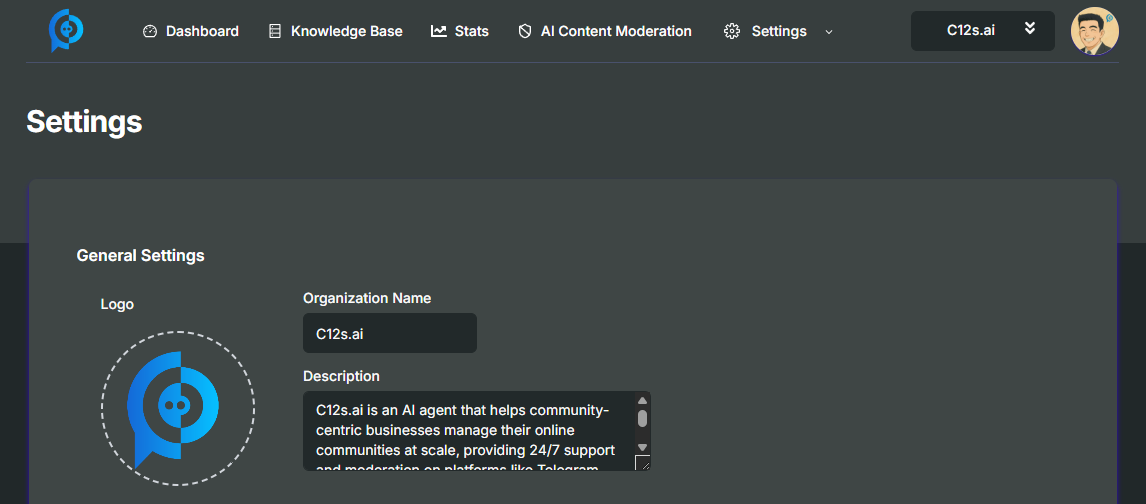 Dashboard Knowledge Base Stats AI Content Moderation Settings C12s.ai
Settings
General Settings
Logo
Organization Name
C12s.ai
Description
C12s.ai is an AI agent that helps community-
centric businesses manage their online
communities at scale, providing 24/7 support
and moderation on platforms like Telegram